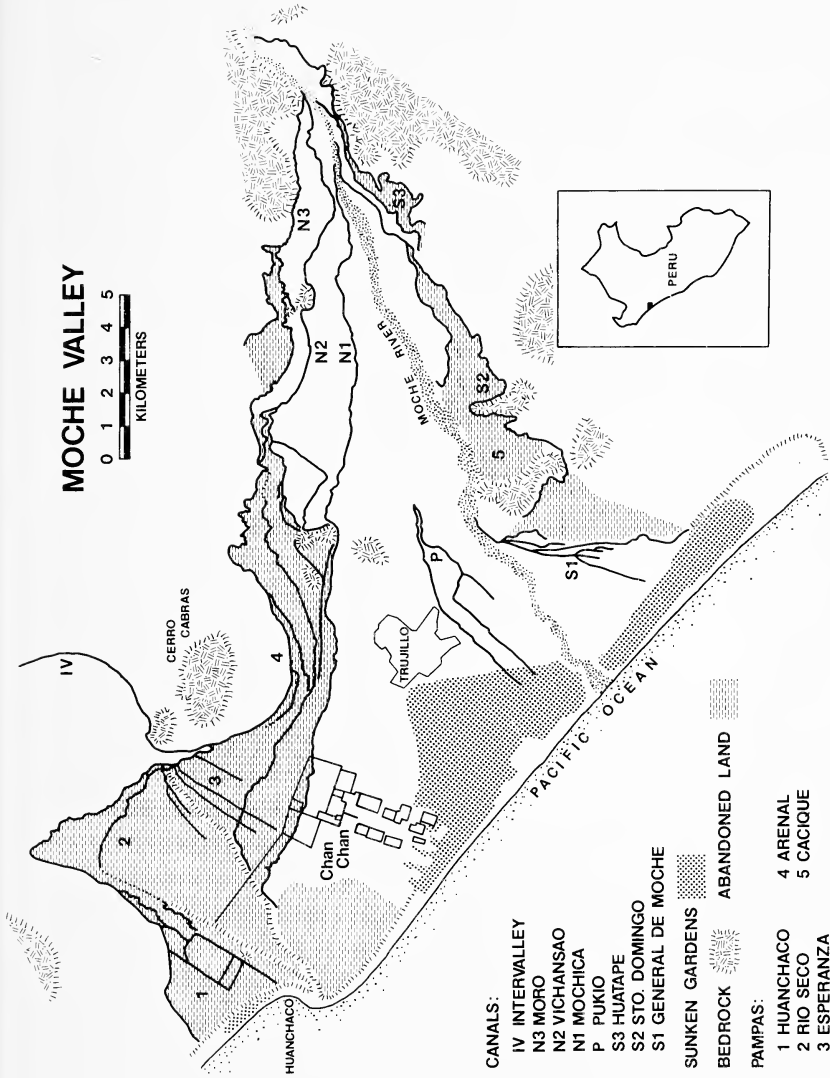 MOCHE VALLEY
0 1 2 3 4 5
KILOMETERS
IV
CERRO
CABRAS
N3
N2
N1
S3
S2
S1
MOCHE RIVER
P
TRUJILLO
1
2
3
4
5
Chan
Chan
HUANCHACO
PACIFIC OCEAN
PERU
CANALS:
IV INTERVALLEY
N3 MORO
N2 VICHANSAO
N1 MOCHICA
P PUKIO
S3 HUATAPE
S2 STO. DOMINGO
S1 GENERAL DE MOCHE
SUNKEN GARDENS
BEDROCK ABANDONED LAND
PAMPAS:
1 HUANCHACO 4 ARENAL
2 RIO SECO 5 CACIQUE
3 ESPERANZA